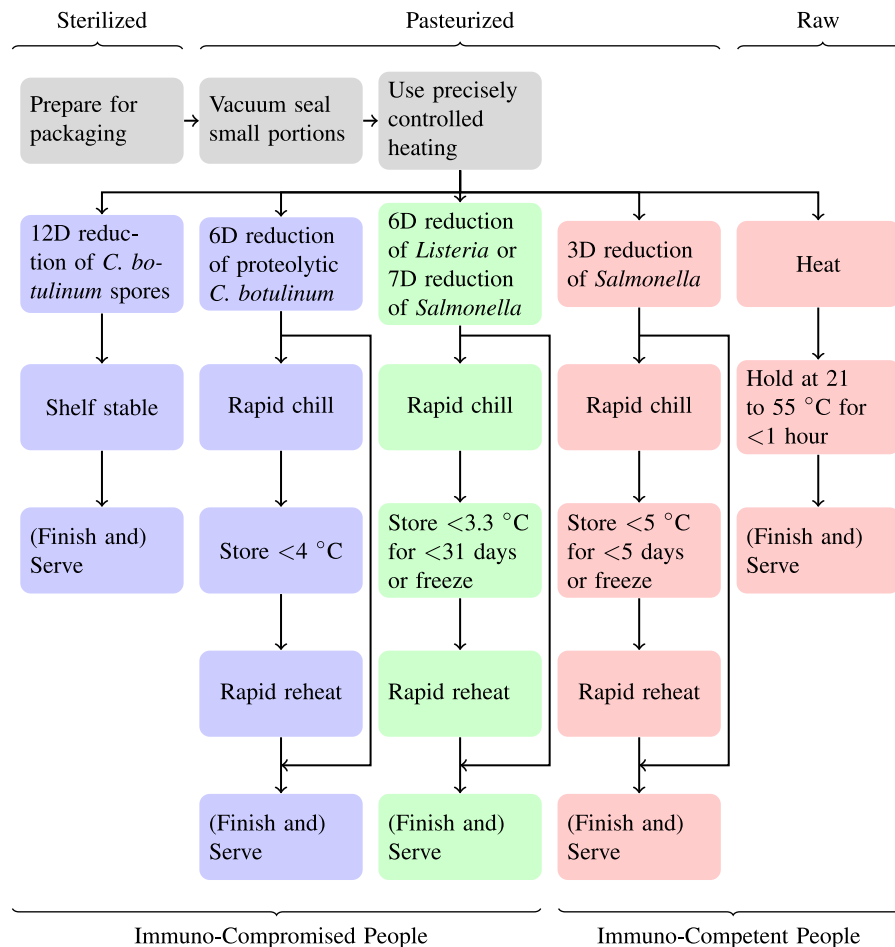 Sterilized
Pasteurized
Raw
Prepare for
packaging
Vacuum seal
small portions
Use precisely
controlled
heating
12D reduc-
tion of C. bo-
tulinum spores
6D reduction
of proteolytic
C. botulinum
6D reduction
of Listeria or
7D reduction
of Salmonella
3D reduction
of Salmonella
Heat
Shelf stable
Rapid chill
Rapid chill
Rapid chill
Hold at 21
to 55 °C for
<1 hour
(Finish and)
Serve
Store <4 °C
Store <3.3 °C
for <31 days
or freeze
Store <5 °C
for <5 days
or freeze
(Finish and)
Serve
Rapid reheat
Rapid reheat
Rapid reheat
(Finish and)
Serve
(Finish and)
Serve
(Finish and)
Serve
Immuno-Compromised People
Immuno-Competent People